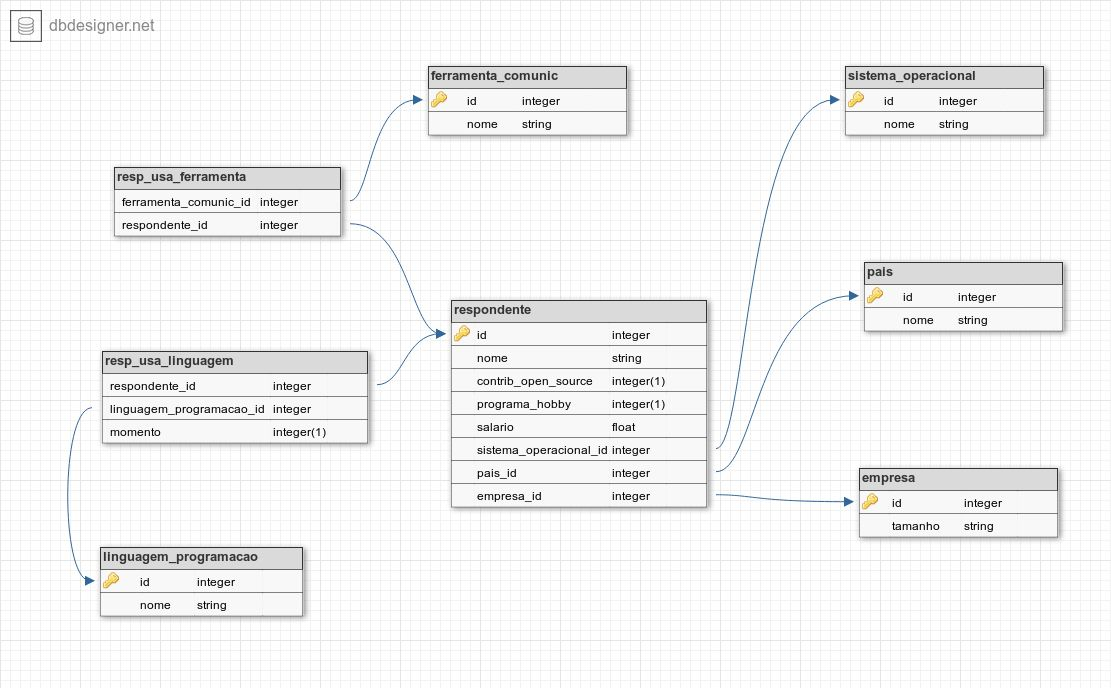 dbdesigner.net
ferramenta_comunic
id integer
nome string
sistema_operacional
id integer
nome string
resp_usa_ferramenta
ferramenta_comunic_id integer
respondente_id integer
pais
id integer
nome string
respondente
id integer
nome string
contrib_open_source integer(1)
programa_hobby integer(1)
salario float
sistema_operacional_id integer
pais_id integer
empresa_id integer
resp_usa_linguagem
respondente_id integer
linguagem_programacao_id integer
momento integer(1)
empresa
id integer
tamanho string
linguagem_programacao
id integer
nome string